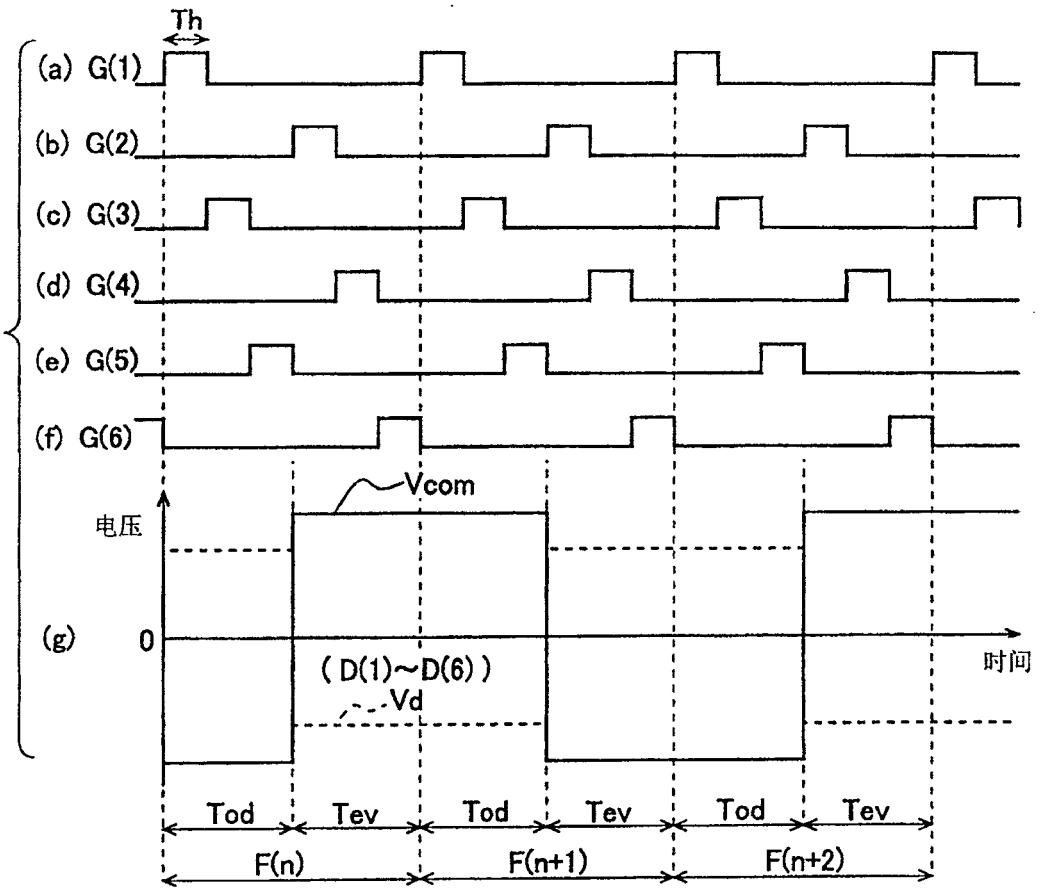 Th
(a) G(1)
(b) G(2)
(c) G(3)
(d) G(4)
(e) G(5)
(f) G(6)
Vcom
电压
(g) 0
时间
(D(1)~D(6))
Vd
Tod Tev Tod Tev Tod Tev
F(n) F(n+1) F(n+2)